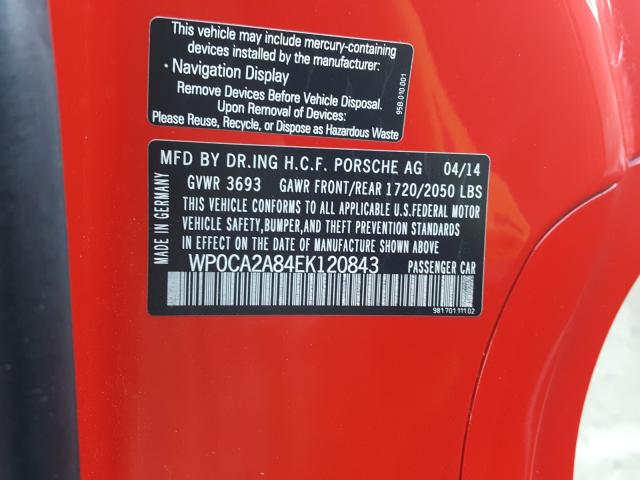 This vehicle may include mercury-containing
devices installed by the manufacturer:
• Navigation Display
Remove Devices Before Vehicle Disposal.
Upon Removal of Devices:
Please Reuse, Recycle, or Dispose as Hazardous Waste
95B.010.001
MFD BY DR.ING H.C.F. PORSCHE AG 04/14
GVWR 3693 GAWR FRONT/REAR 1720/2050 LBS
THIS VEHICLE CONFORMS TO ALL APPLICABLE U.S.FEDERAL MOTOR
VEHICLE SAFETY,BUMPER,AND THEFT PREVENTION STANDARDS
IN EFFECT ON THE DATE OF MANUFACTURE SHOWN ABOVE.
WP0CA2A84EK120843 PASSENGER CAR
MADE IN GERMANY
981.701.111.02